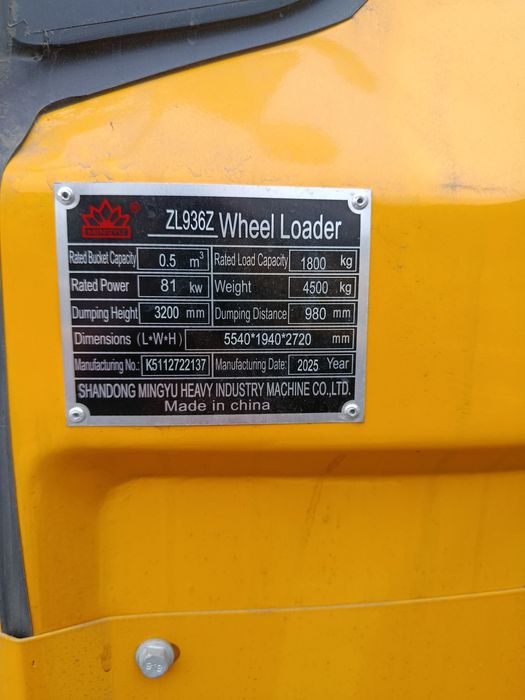 MINGYU ® ZL936Z Wheel Loader
Rated Bucket Capacity 0.5 m³ Rated Load Capacity 1800 kg
Rated Power 81 kw Weight 4500 kg
Dumping Height 3200 mm Dumping Distance 980 mm
Dimensions (L*W*H) 5540*1940*2720 mm
Manufacturing No.: K5112722137 Manufacturing Date: 2025 Year
SHANDONG MINGYU HEAVY INDUSTRY MACHINE CO.,LTD.
Made in china